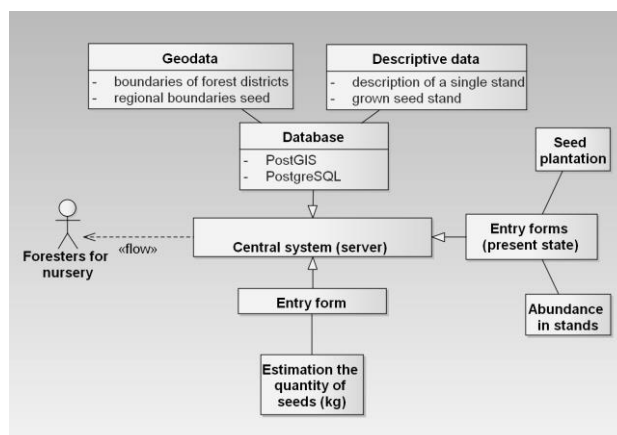 Geodata
- boundaries of forest districts
- regional boundaries seed
Descriptive data
- description of a single stand
- grown seed stand
Database
- PostGIS
- PostgreSQL
Seed
plantation
Foresters for
nursery
«flow»
Central system (server)
Entry forms
(present state)
Entry form
Abundance
in stands
Estimation the
quantity of
seeds (kg)